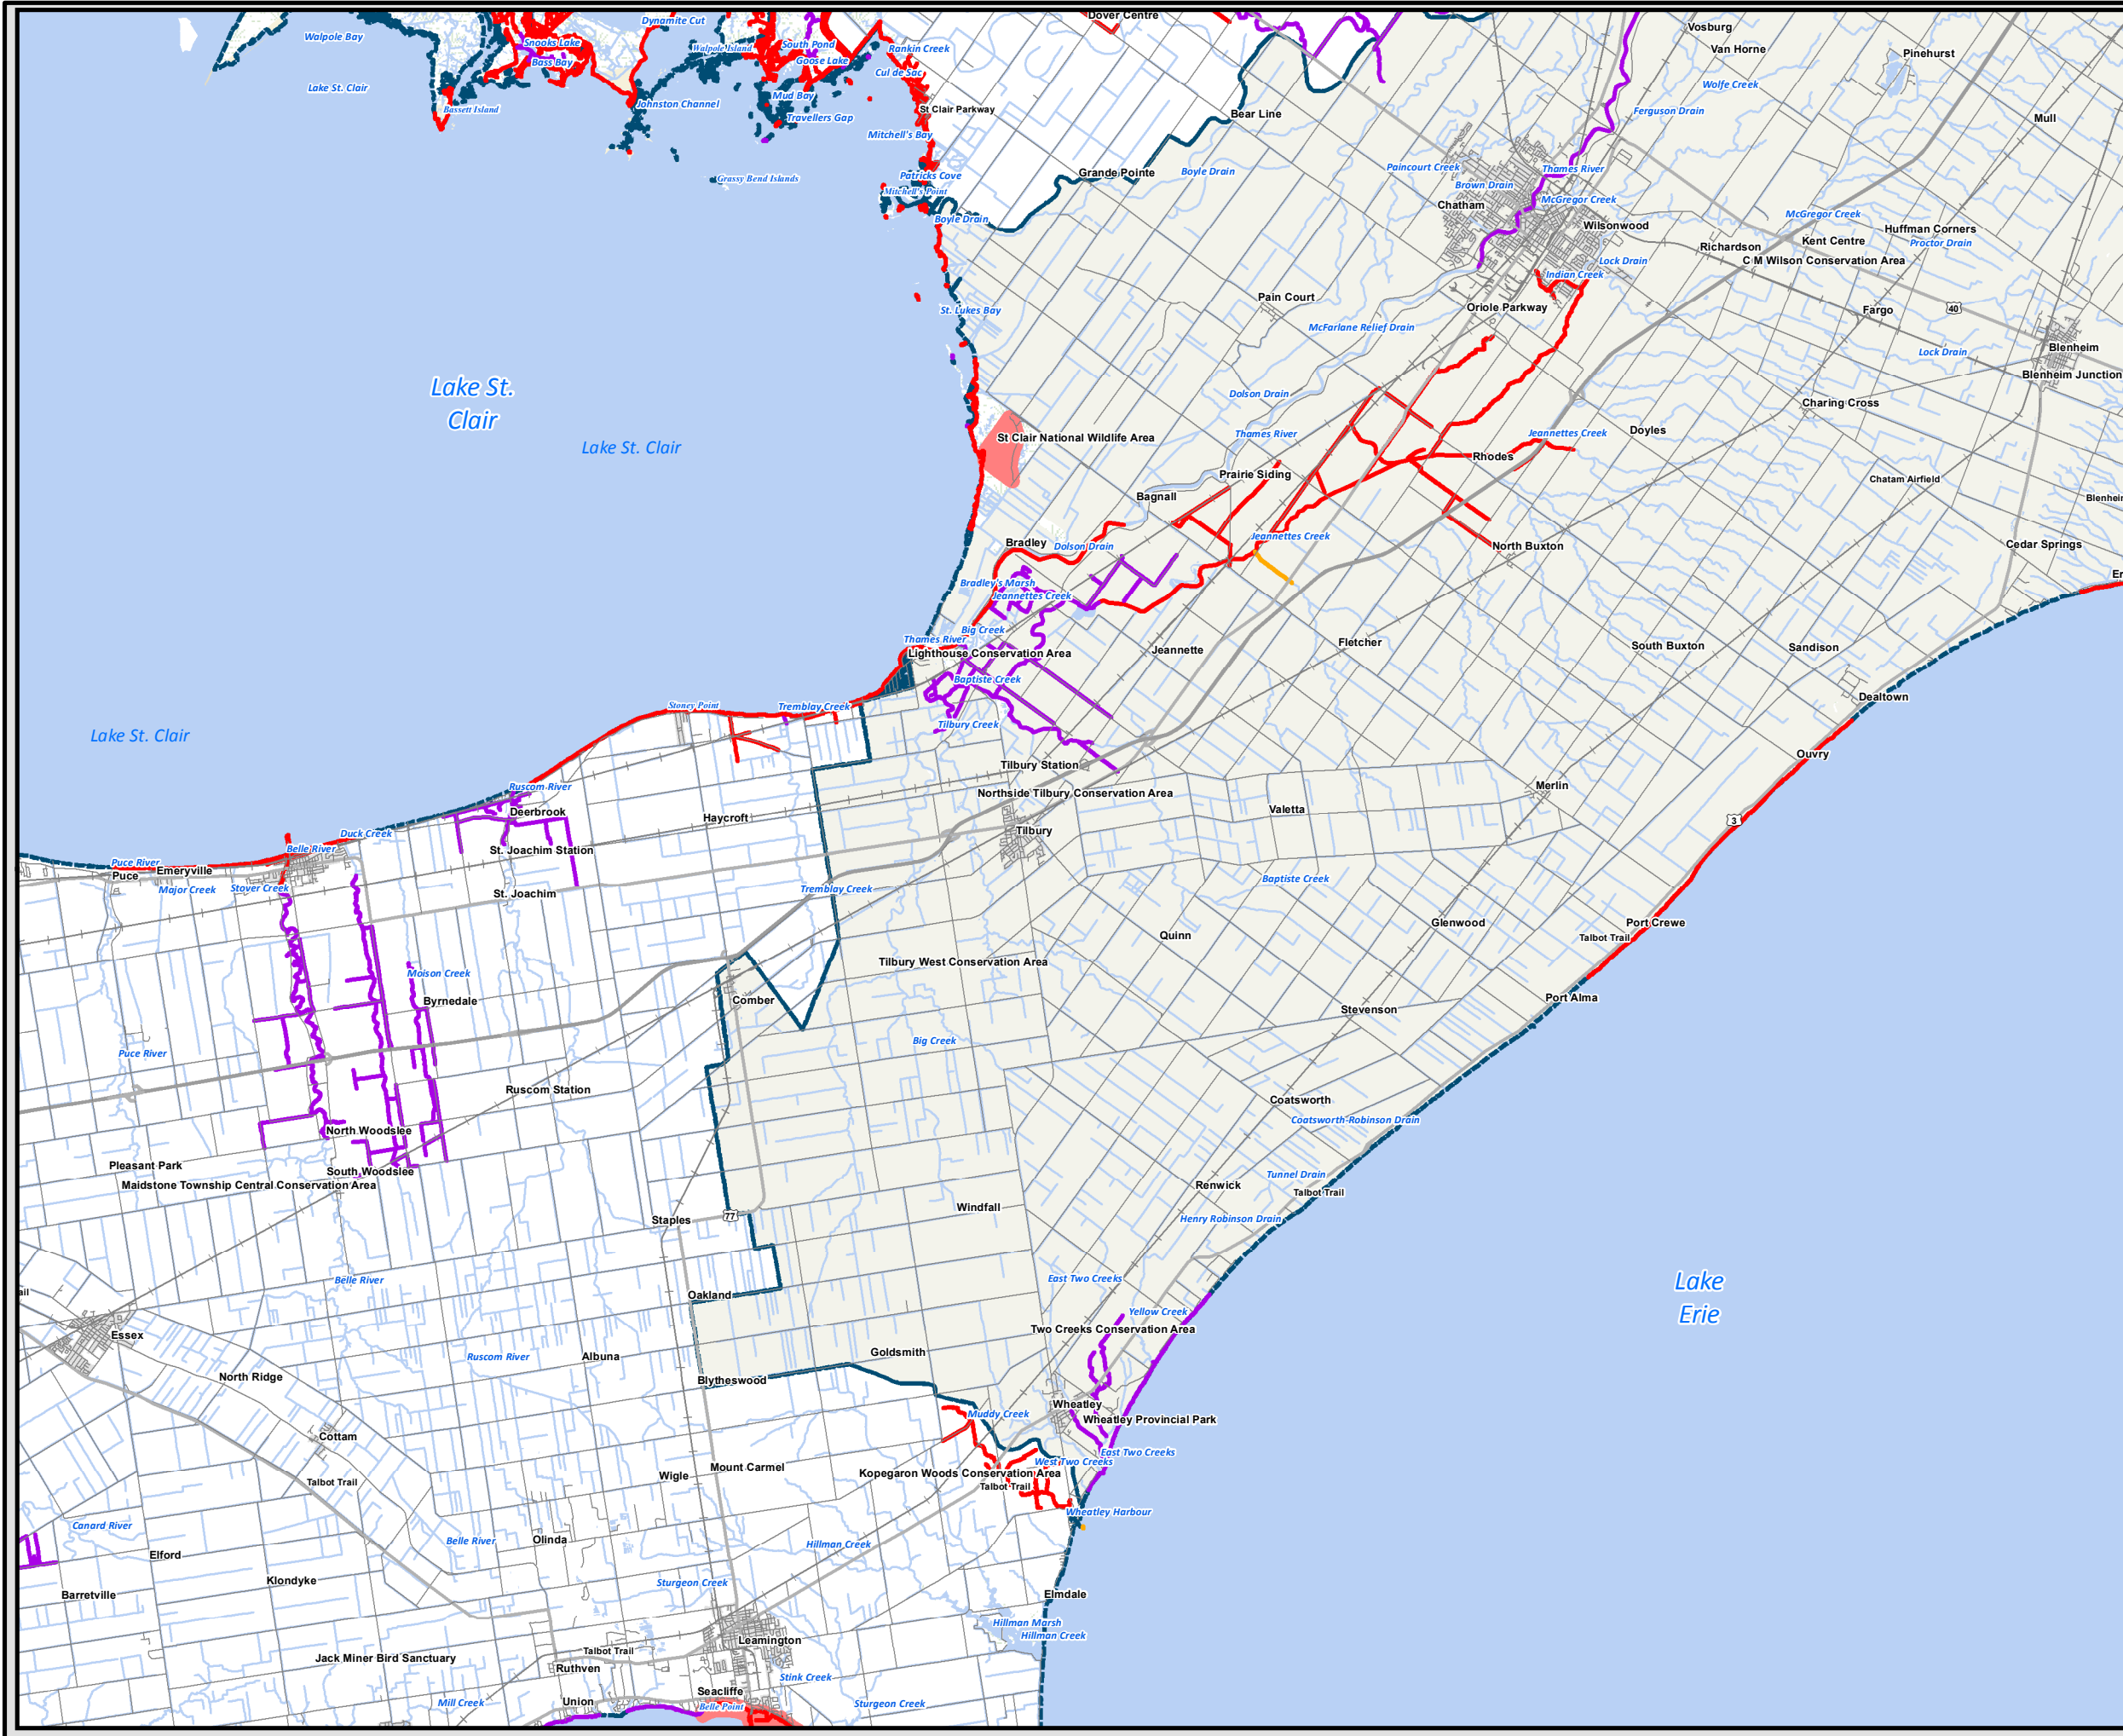 Dover Centre
Dynamite Cut
Walpole Bay
Snooks Lake
Bass Bay
Walpole Island
South Pond
Goose Lake
Rankin Creek
Cul de Sac
Vosburg
Van Horne
Pinehurst
Wolfe Creek
Lake St. Clair
Bassett Island
Johnston Channel
Mud Bay
Travellers Gap
St Clair Parkway
Mitchell's Bay
Bear Line
Ferguson Drain
Mull
Grassy Bend Islands
Patricks Cove
Mitchell's Point
Boyle Drain
Grande Pointe
Boyle Drain
Paincourt Creek
Brown Drain
Thames River
McGregor Creek
Chatham
Wilsonwood
McGregor Creek
Richardson
Kent Centre
Huffman Corners
Proctor Drain
C M Wilson Conservation Area
Lock Drain
Indian Creek
Oriole Parkway
Pain Court
St. Lukes Bay
McFarlane Relief Drain
Fargo
40
Blenheim
Lock Drain
Blenheim Junction
Lake St.
Clair
Lake St. Clair
Dolson Drain
Charing Cross
St Clair National Wildlife Area
Thames River
Jeannettes Creek
Doyles
Rhodes
Prairie Siding
Bagnall
Chatam Airfield
Blenhei
Bradley
Dolson Drain
Jeannettes Creek
North Buxton
Cedar Springs
Er
Bradley's Marsh
Jeannettes Creek
Big Creek
Thames River
Lighthouse Conservation Area
Jeannette
Fletcher
South Buxton
Sandison
Baptiste Creek
Dealtown
Stoney Point
Tremblay Creek
Tilbury Creek
Lake St. Clair
Ouvry
Tilbury Station
Northside Tilbury Conservation Area
Merlin
Ruscom River
Deerbrook
Haycroft
Valetta
Tilbury
3
Duck Creek
Belle River
St. Joachim Station
Puce River
Puce
Emeryville
Major Creek
Stover Creek
St. Joachim
Tremblay Creek
Baptiste Creek
Glenwood
Port Crewe
Talbot Trail
Quinn
Tilbury West Conservation Area
Moison Creek
Byrnedale
Comber
Port Alma
Stevenson
Puce River
Big Creek
Ruscom Station
Coatsworth
Coatsworth-Robinson Drain
North Woodslee
Pleasant Park
South Woodslee
Maidstone Township Central Conservation Area
Tunnel Drain
Renwick
Talbot Trail
Staples
77
Windfall
Henry Robinson Drain
Belle River
East Two Creeks
Lake
Erie
ail
Oakland
Yellow Creek
Two Creeks Conservation Area
Essex
Ruscom River
Albuna
Goldsmith
North Ridge
Blytheswood
Wheatley
Muddy Creek
Wheatley Provincial Park
Cottam
East Two Creeks
West Two Creeks
Talbot Trail
Wigle
Mount Carmel
Kopegaron Woods Conservation Area
Talbot Trail
Wheatley Harbour
Canard River
Belle River
Olinda
Hillman Creek
Elford
Klondyke
Sturgeon Creek
Barretville
Elmdale
Hillman Marsh
Hillman Creek
Leamington
Talbot Trail
Jack Miner Bird Sanctuary
Ruthven
Stink Creek
Mill Creek
Union
Seacliffe
Belle Point
Sturgeon Creek